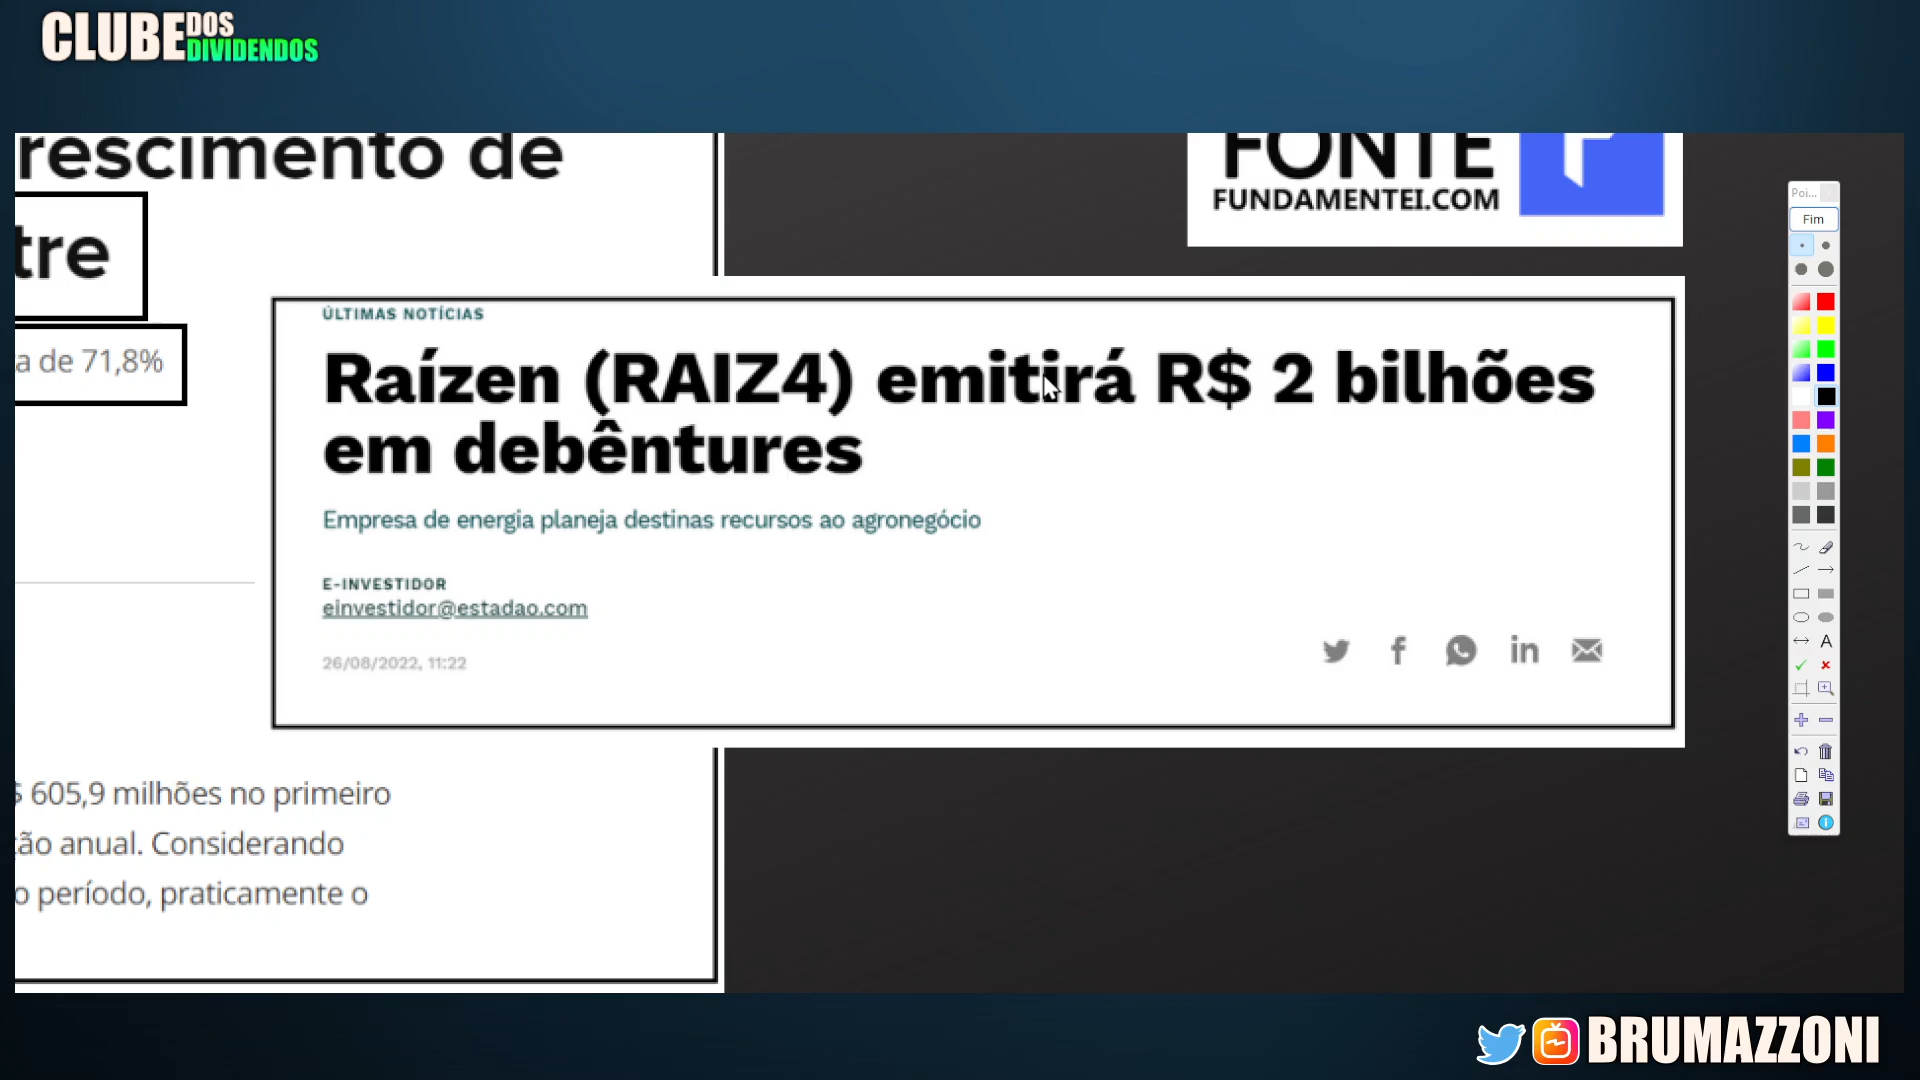 CLUBE DOS DIVIDENDOS
rescimento de
tre
a de 71,8%
$ 605,9 milhões no primeiro
ção anual. Considerando
o período, praticamente o
FONTE
FUNDAMENTEI.COM
ÚLTIMAS NOTÍCIAS
Raízen (RAIZ4) emitirá R$ 2 bilhões
em debêntures
Empresa de energia planeja destinas recursos ao agronegócio
E-INVESTIDOR
einvestidor@estadao.com
26/08/2022, 11:22
Poi...
Fim
A
BRUMAZZONI